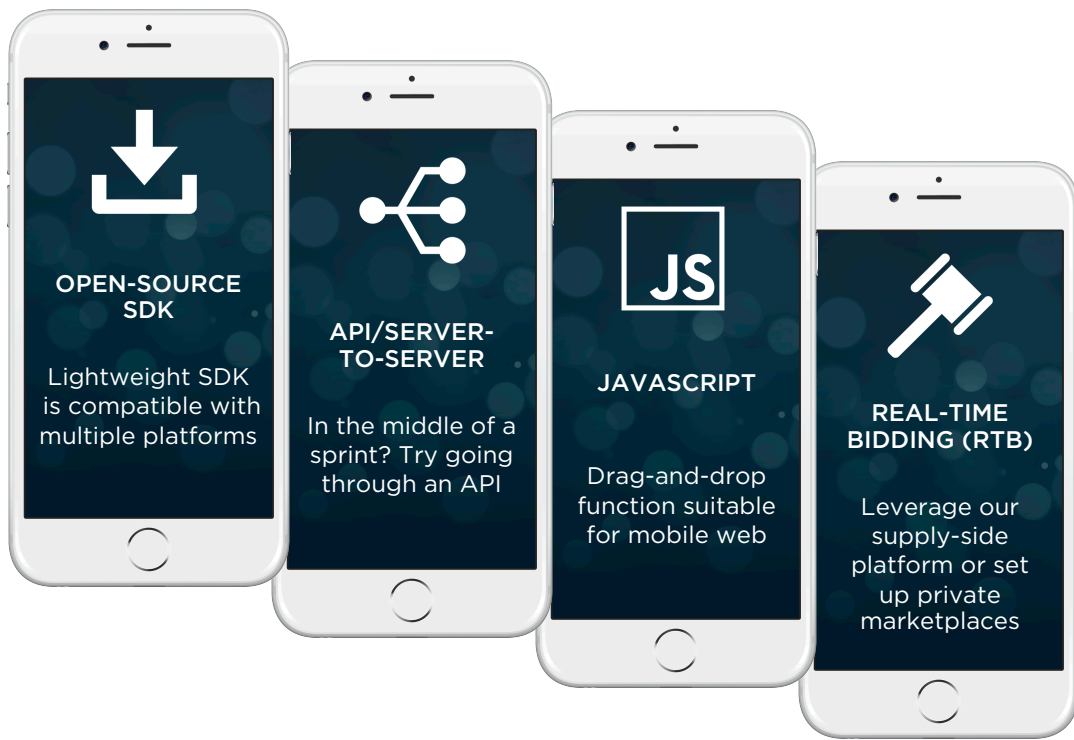 OPEN-SOURCE
SDK
Lightweight SDK
is compatible with
multiple platforms
API/SERVER-
TO-SERVER
In the middle of a
sprint? Try going
through an API
JS
JAVASCRIPT
Drag-and-drop
function suitable
for mobile web
REAL-TIME
BIDDING (RTB)
Leverage our
supply-side
platform or set
up private
marketplaces